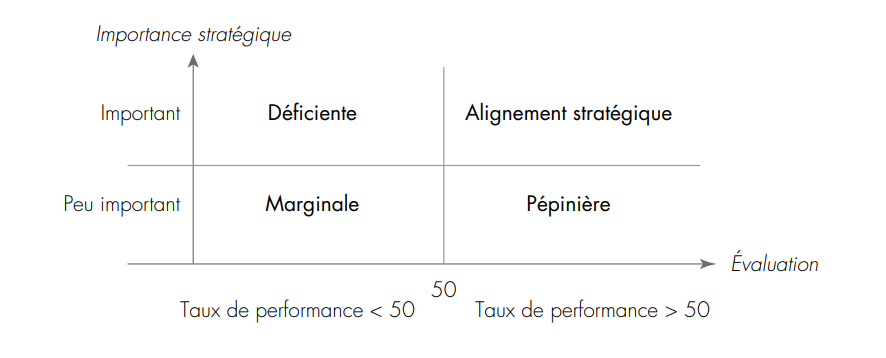 Importance stratégique
Important
Déficiente
Alignement stratégique
Peu important
Marginale
Pépinière
Évaluation
50
Taux de performance < 50
Taux de performance > 50